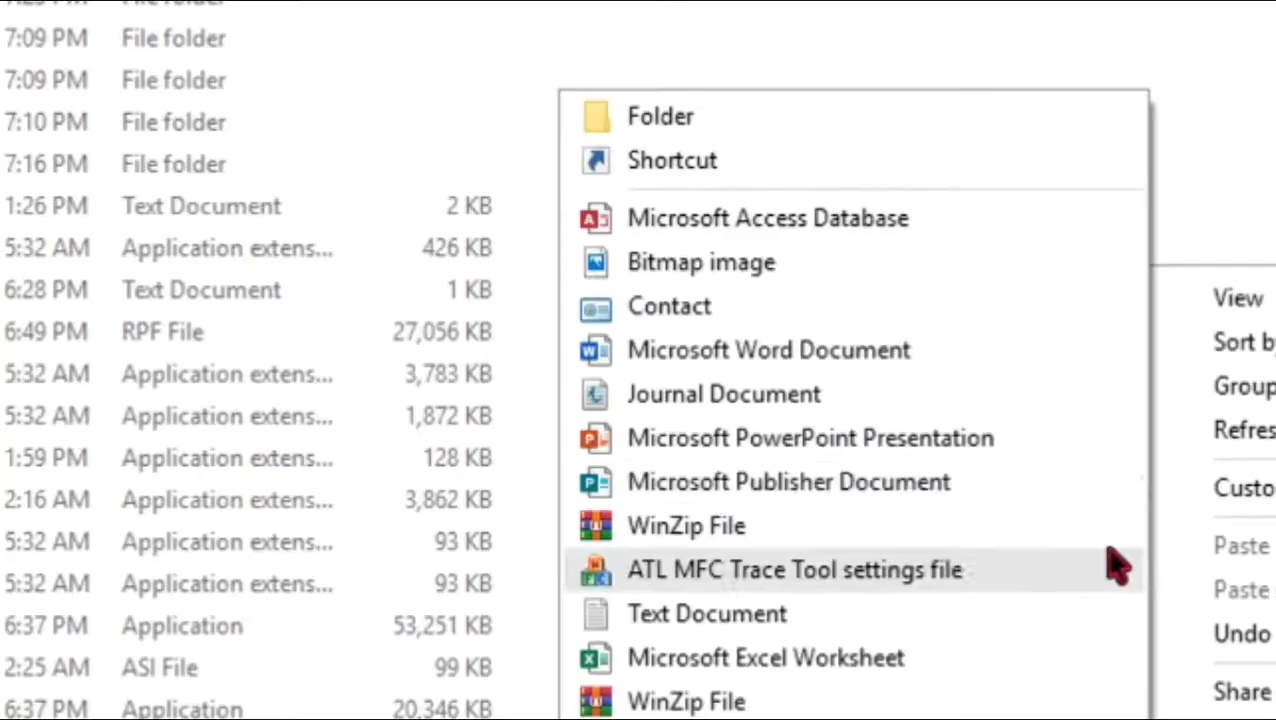 7:09 PM File folder
7:09 PM File folder
7:10 PM File folder
7:16 PM File folder
1:26 PM Text Document 2 KB
5:32 AM Application extens... 426 KB
6:28 PM Text Document 1 KB
6:49 PM RPF File 27,056 KB
5:32 AM Application extens... 3,783 KB
5:32 AM Application extens... 1,872 KB
1:59 PM Application extens... 128 KB
2:16 AM Application extens... 3,862 KB
5:32 AM Application extens... 93 KB
5:32 AM Application extens... 93 KB
6:37 PM Application 53,251 KB
2:25 AM ASI File 99 KB
6:37 PM Application 20,346 KB
Folder
Shortcut
Microsoft Access Database
Bitmap image
Contact
Microsoft Word Document
Journal Document
Microsoft PowerPoint Presentation
Microsoft Publisher Document
WinZip File
ATL MFC Trace Tool settings file
Text Document
Microsoft Excel Worksheet
WinZip File
View
Sort b
Group
Refres
Custo
Paste
Paste
Undo
Share